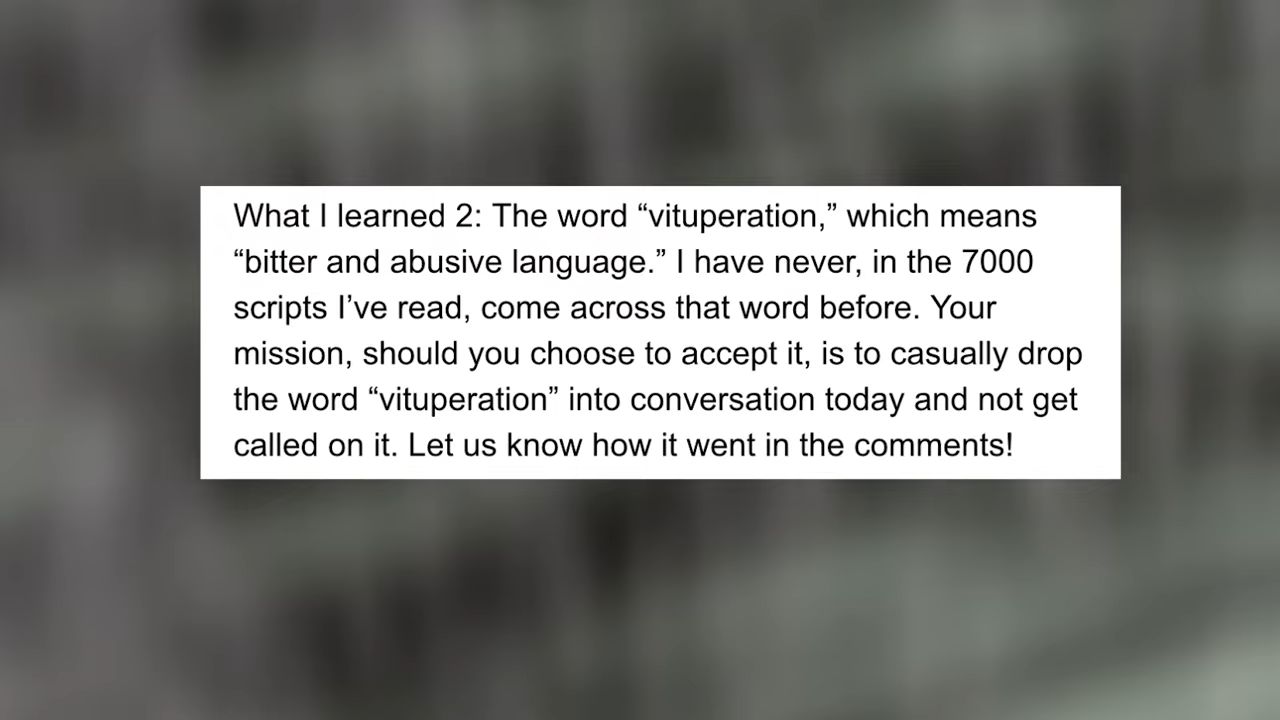 What I learned 2: The word “vituperation,” which means
“bitter and abusive language.” I have never, in the 7000
scripts I’ve read, come across that word before. Your
mission, should you choose to accept it, is to casually drop
the word “vituperation” into conversation today and not get
called on it. Let us know how it went in the comments!